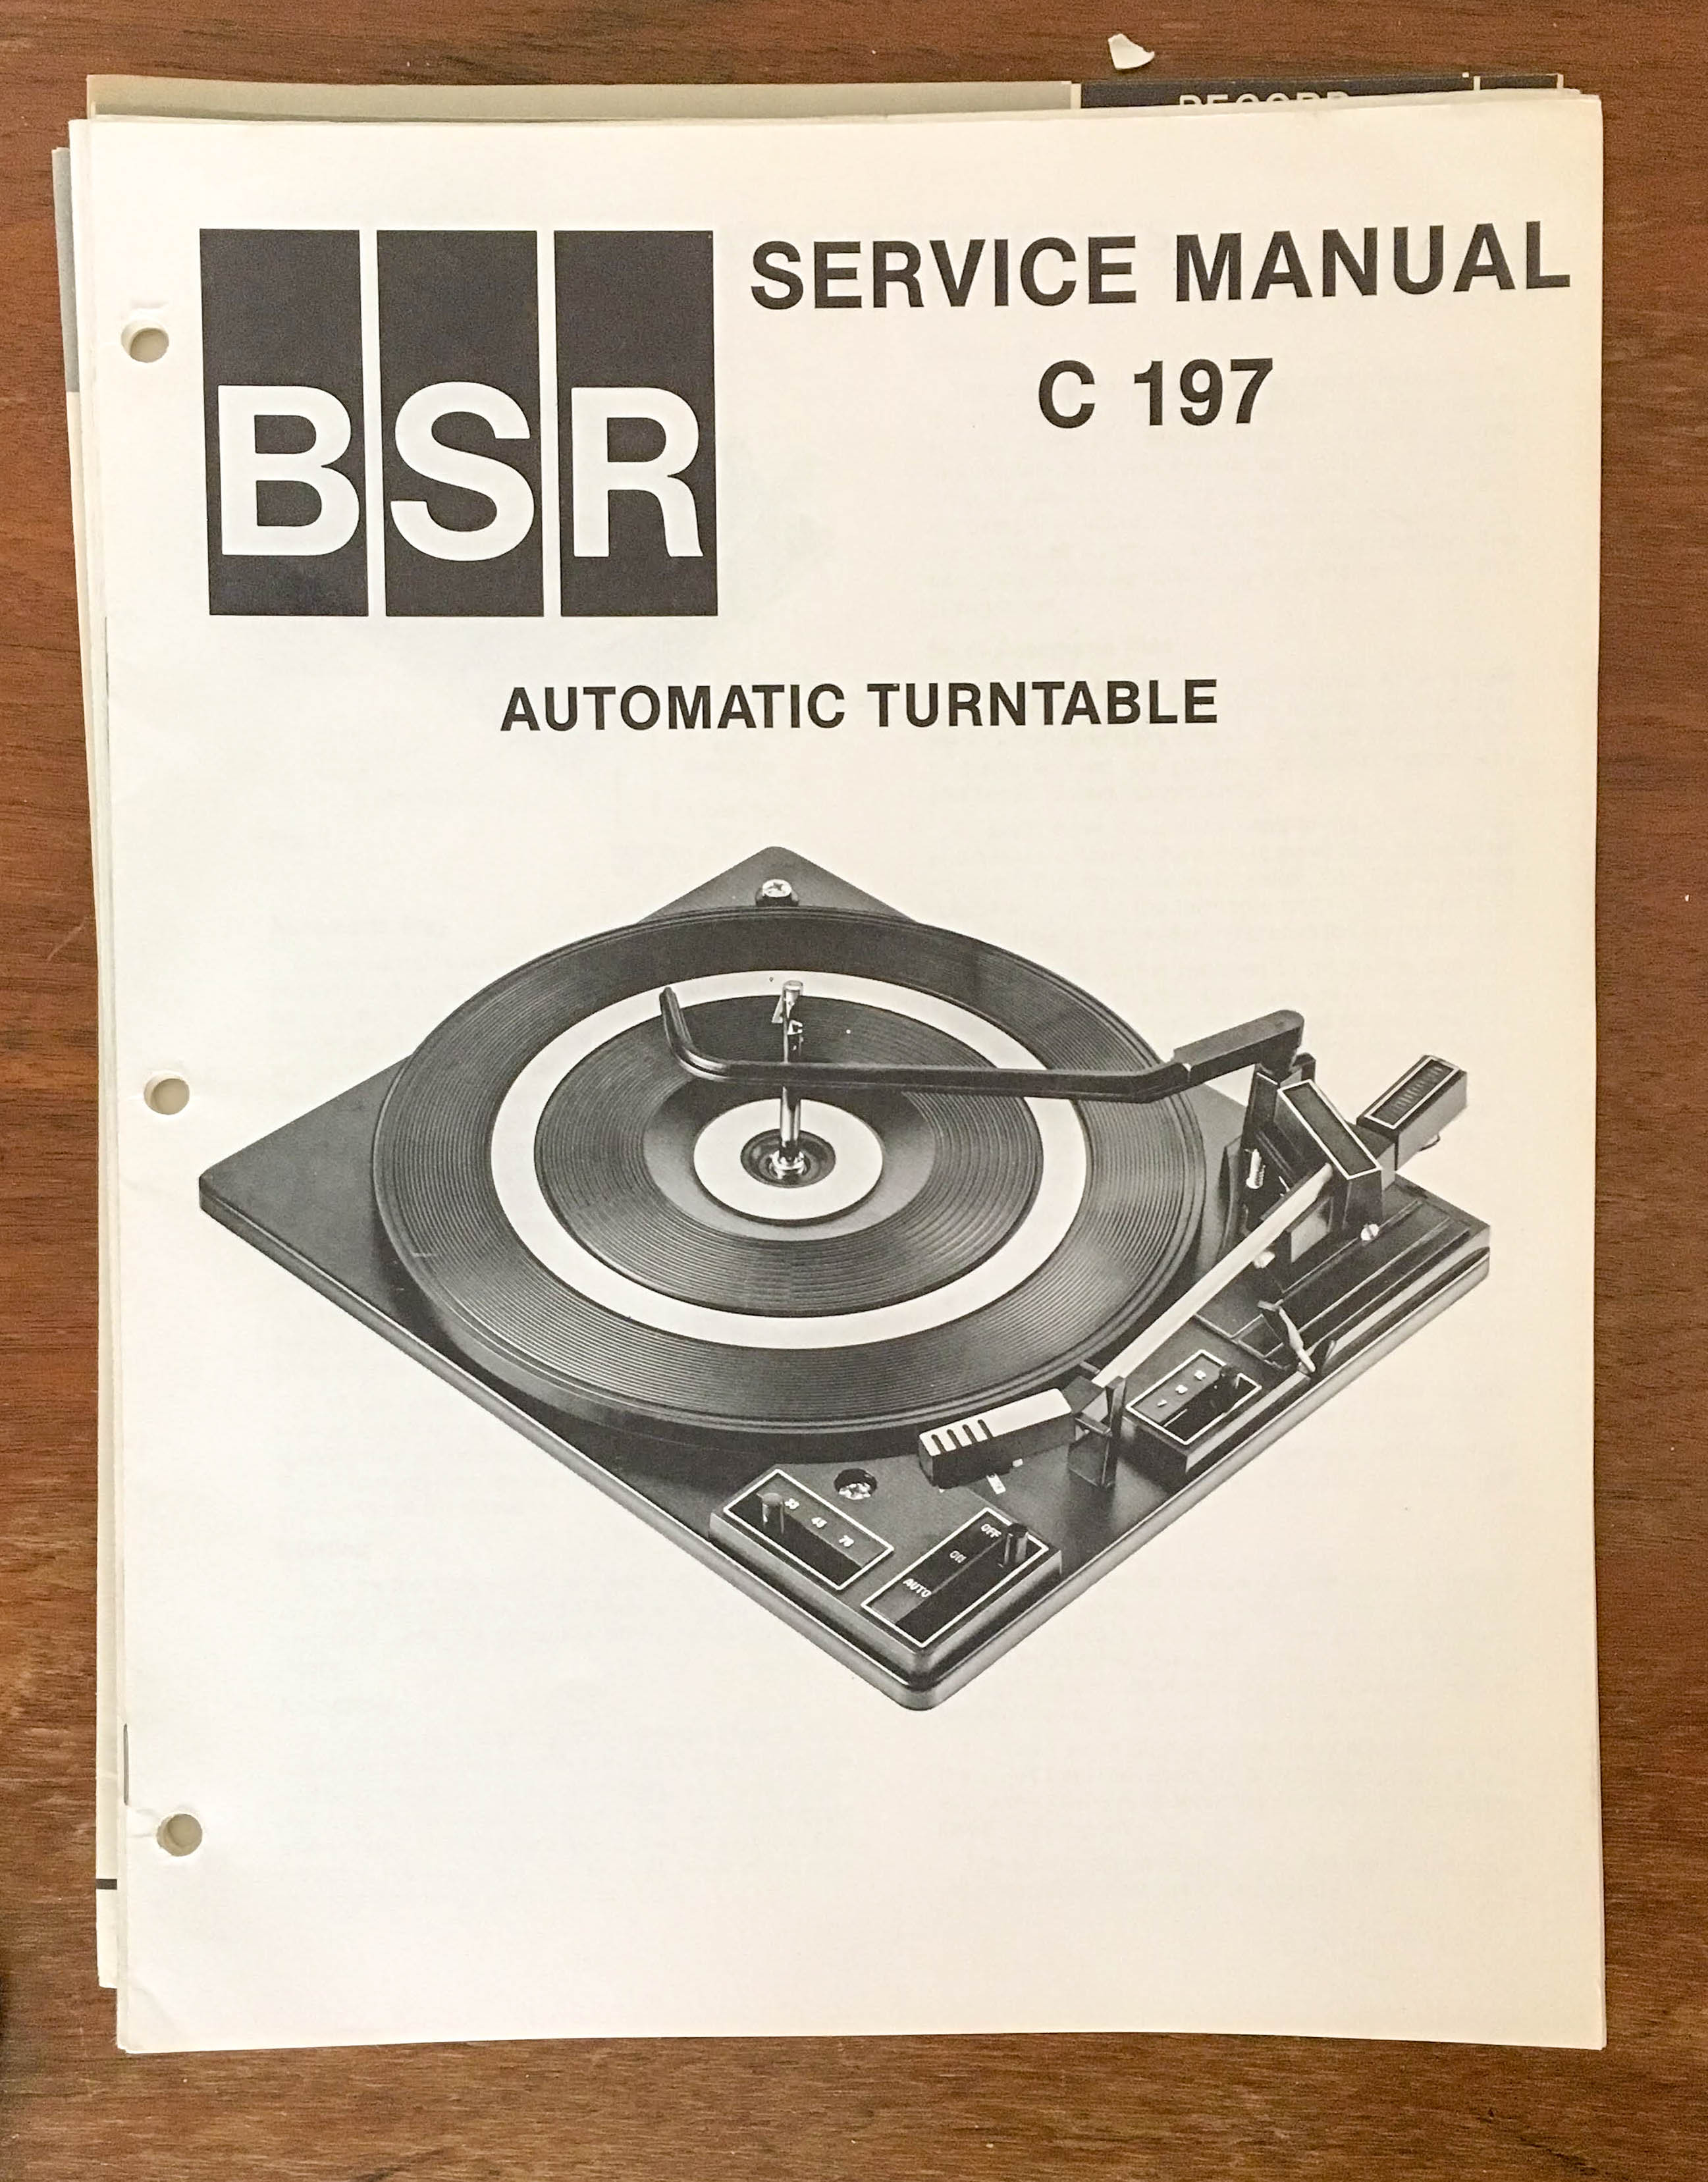 SERVICE MANUAL
C 197
BSR
AUTOMATIC TURNTABLE
33 45 78
OFF
ON
AUTO